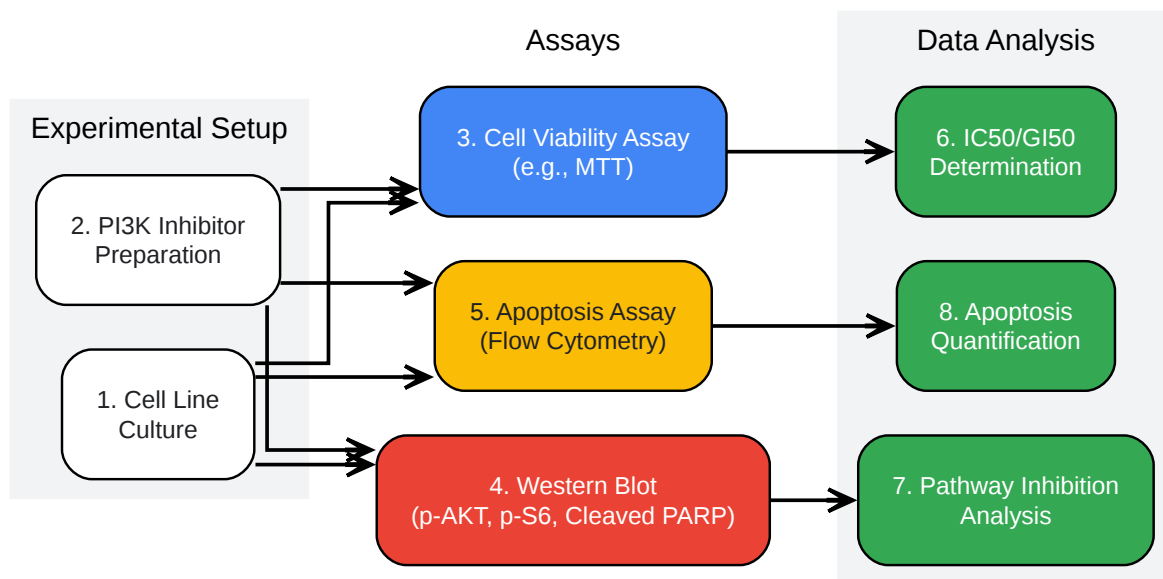 Experimental Setup
2. PI3K Inhibitor
Preparation
1. Cell Line
Culture
Assays
3. Cell Viability Assay
(e.g., MTT)
5. Apoptosis Assay
(Flow Cytometry)
4. Western Blot
(p-AKT, p-S6, Cleaved PARP)
Data Analysis
6. IC50/GI50
Determination
8. Apoptosis
Quantification
7. Pathway Inhibition
Analysis